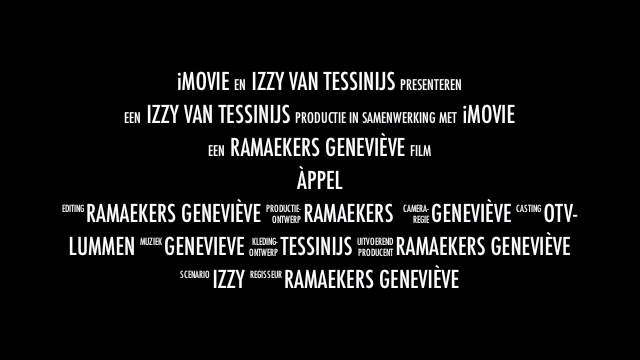 iMOVIE EN IZZY VAN TESSINIJS PRESENTEREN
EEN IZZY VAN TESSINIJS PRODUCTIE IN SAMENWERKING MET iMOVIE
EEN RAMAEKERS GENEVIÈVE FILM
ÀPPEL
EDITING RAMAEKERS GENEVIÈVE PRODUCTIE-ONTWERP RAMAEKERS CAMERA-REGIE GENEVIÈVE CASTING OTV-
LUMMEN MUZIEK GENEVIEVE KLEDING-ONTWERP TESSINIJS UITVOEREND PRODUCENT RAMAEKERS GENEVIÈVE
SCENARIO IZZY REGISSEUR RAMAEKERS GENEVIÈVE